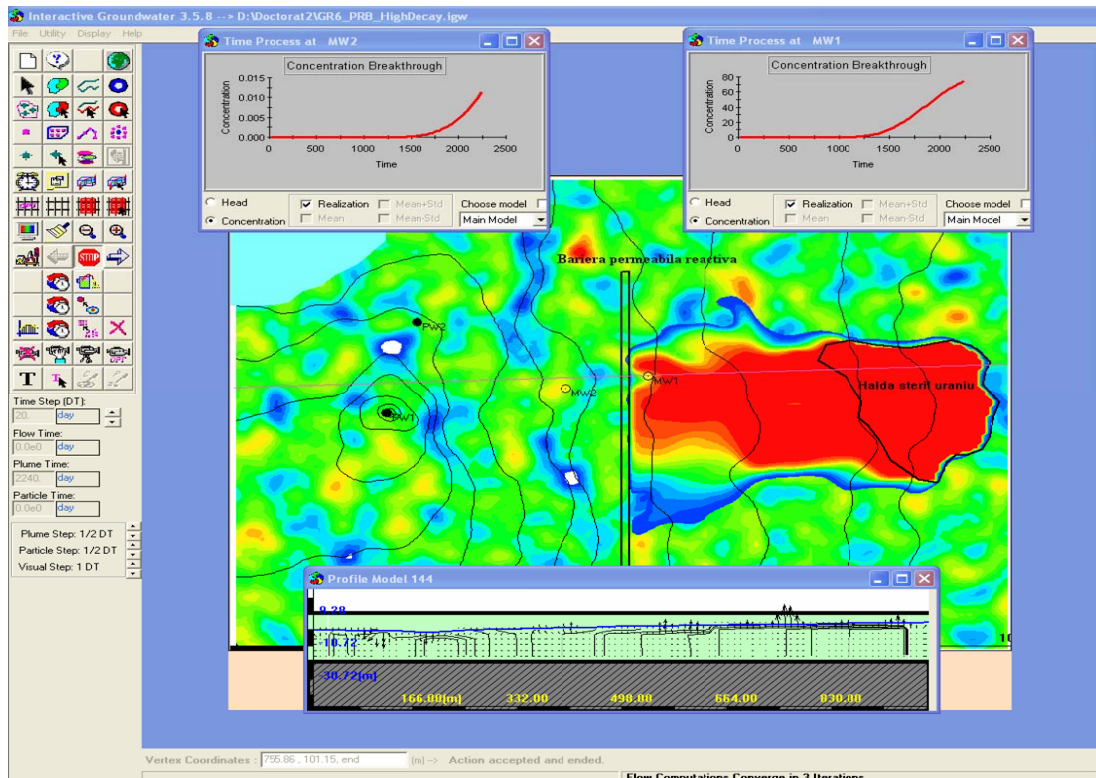 Interactive Groundwater 3.5.8 --> D:\Doctorat2\GR6_PRB_HighDecay.igw
File Utility Display Help
Time Process at MW2
Concentration Breakthrough
Concentration
0.015
0.010
0.005
0.000
0 500 1000 1500 2000 2500
Time
Head
Concentration
Realization
Mean
Mean+Std
Mean-Std
Choose model
Main Model
Time Process at MW1
Concentration Breakthrough
Concentration
80
60
40
20
0
0 500 1000 1500 2000 2500
Time
Head
Concentration
Realization
Mean
Mean+Std
Mean-Std
Choose model
Main Mocel
STOP
T
T
Time Step (DT):
20. day
Flow Time:
0.0e0 day
Plume Time:
2240. day
Particle Time:
0.0e0 day
Plume Step: 1/2 DT
Particle Step: 1/2 DT
Visual Step: 1 DT
Bariera permeabila reactiva
PW2
MW1
MW2
PW1
Halda steril uraniu
10
Profile Model 144
9.28
-10.72
-30.72[m]
166.00[m] 332.00 498.00 664.00 830.00
Vertex Coordinates : 755.86 , 101.15, end (m) --> Action accepted and ended.
Flow Computations Converge in 3 Iterations